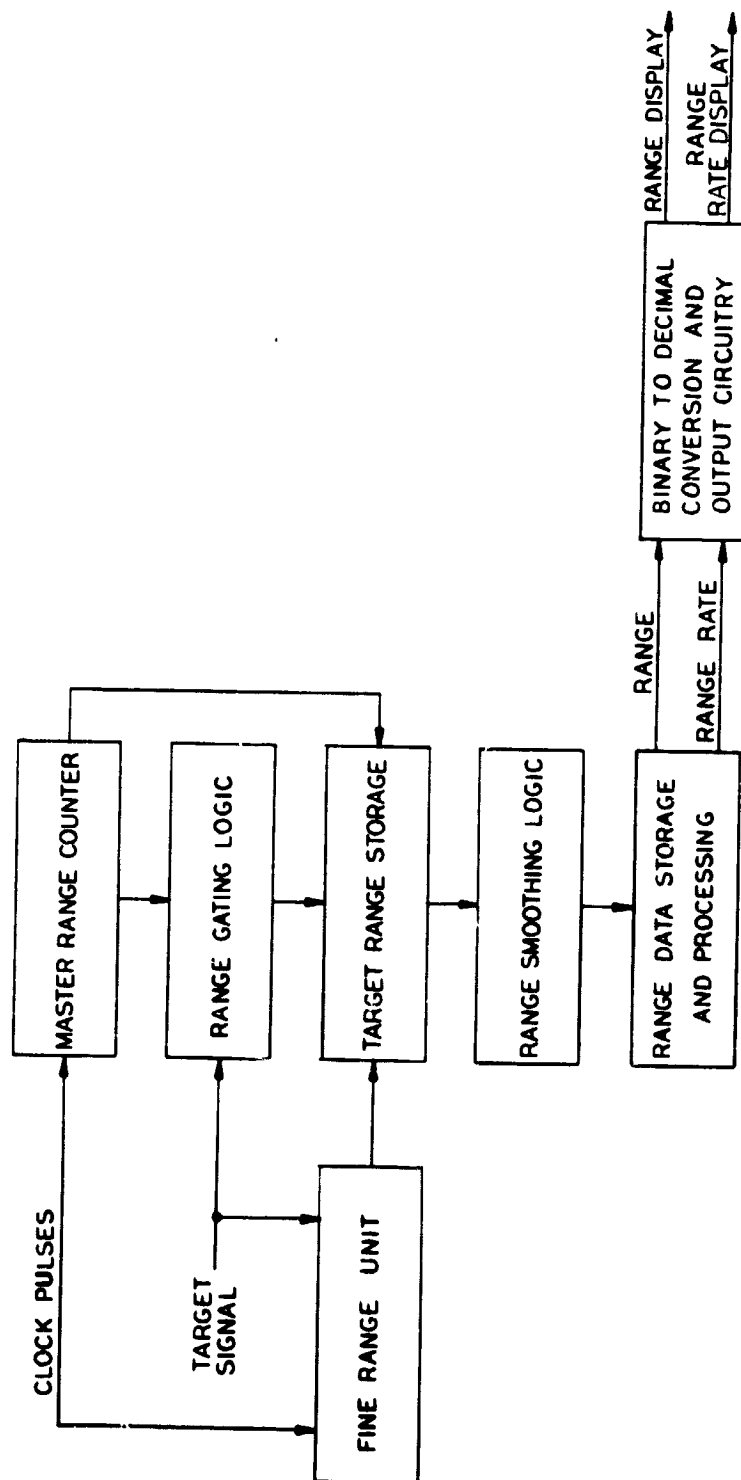 CLOCK PULSES
MASTER RANGE COUNTER
TARGET
SIGNAL
RANGE GATING LOGIC
FINE RANGE UNIT
TARGET RANGE STORAGE
RANGE SMOOTHING LOGIC
RANGE DATA STORAGE
AND PROCESSING
RANGE
RANGE RATE
BINARY TO DECIMAL
CONVERSION AND
OUTPUT CIRCUITRY
RANGE DISPLAY
RANGE
RATE DISPLAY